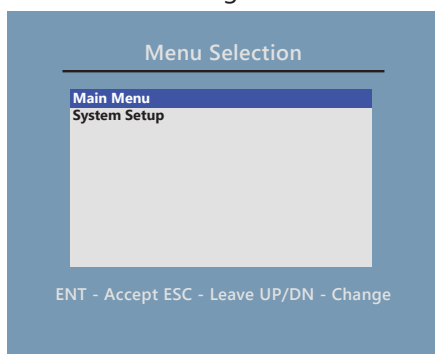 Menu Selection
Main Menu
System Setup
ENT - Accept ESC - Leave UP/DN - Change